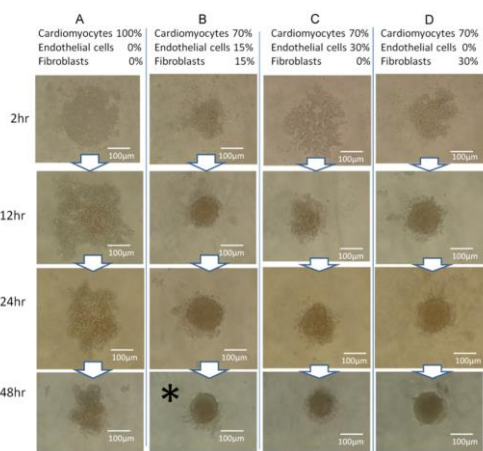 A
Cardiomyocytes 100%
Endothelial cells 0%
Fibroblasts 0%
B
Cardiomyocytes 70%
Endothelial cells 15%
Fibroblasts 15%
C
Cardiomyocytes 70%
Endothelial cells 30%
Fibroblasts 0%
D
Cardiomyocytes 70%
Endothelial cells 0%
Fibroblasts 30%
2hr
100μm
100μm
100μm
100μm
12hr
100μm
100μm
100μm
100μm
24hr
100μm
100μm
100μm
100μm
48hr
*
100μm
100μm
100μm
100μm